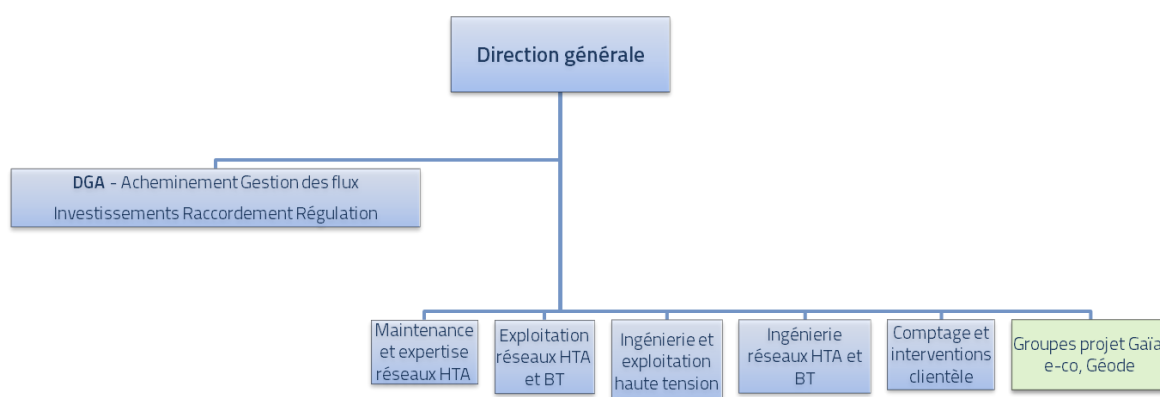 Direction générale
DGA - Acheminement Gestion des flux
Investissements Raccordement Régulation
Maintenance
et expertise
réseaux HTA
Exploitation
réseaux HTA
et BT
Ingénierie et
exploitation
haute tension
Ingénierie
réseaux HTA et
BT
Comptage et
interventions
clientèle
Groupes projet Gaïa
e-co, Géode